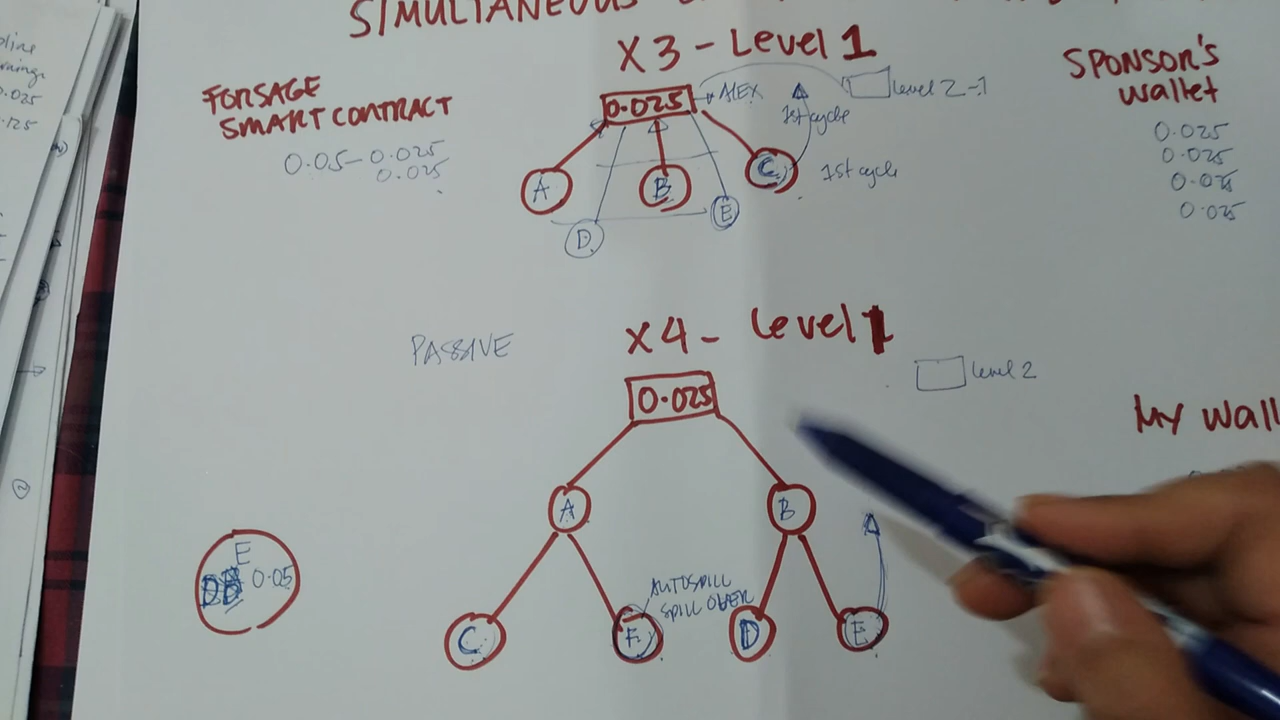 SIMULTANEOUS
X3 - Level 1
FORSAGE
SMART CONTRACT
0.05 - 0.025
0.025
0.025
ALEX
1st cycle
Level 2-1
SPONSOR'S
wallet
0.025
0.025
0.025
0.025
A
B
C
1st cycle
D
E
0.025
PASSIVE
X4 - Level 1
0.025
Level 2
My Wall
A
B
E
0.05
AUTOSPILL
SPILL OVER
C
D
E